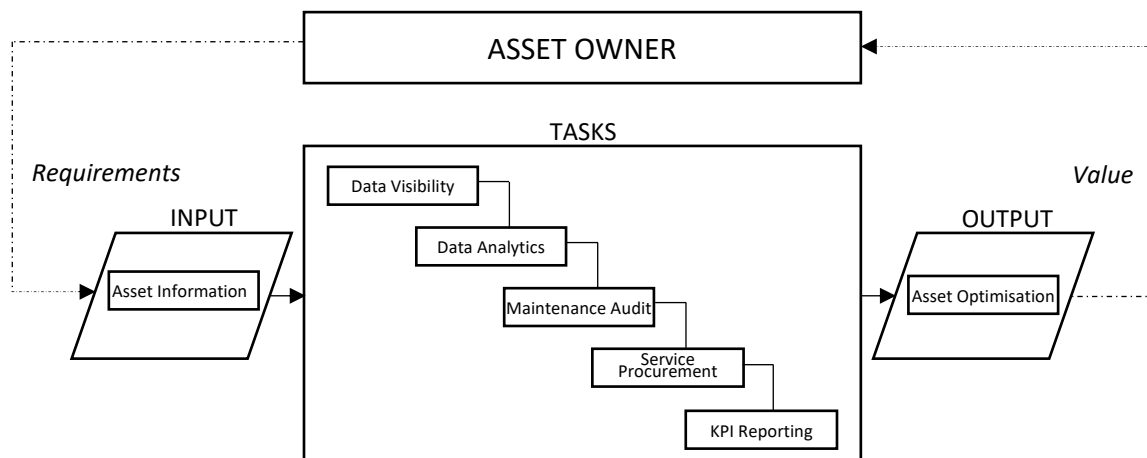 ASSET OWNER
TASKS
Requirements
Value
INPUT
OUTPUT
Data Visibility
Data Analytics
Asset Information
Maintenance Audit
Asset Optimisation
Service
Procurement
KPI Reporting